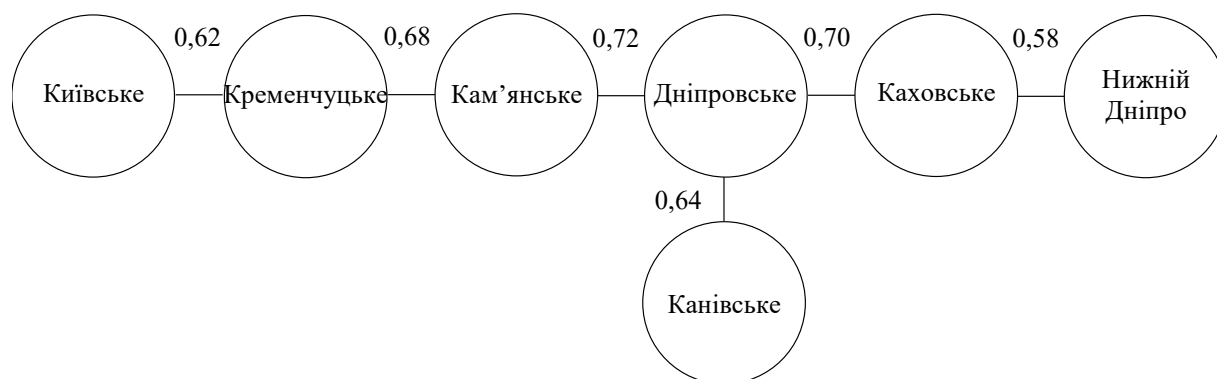 0,62
0,68
0,72
0,70
0,58
Київське
Кременчуцьке
Кам’янське
Дніпровське
Каховське
Нижній
Дніпро
0,64
Канівське